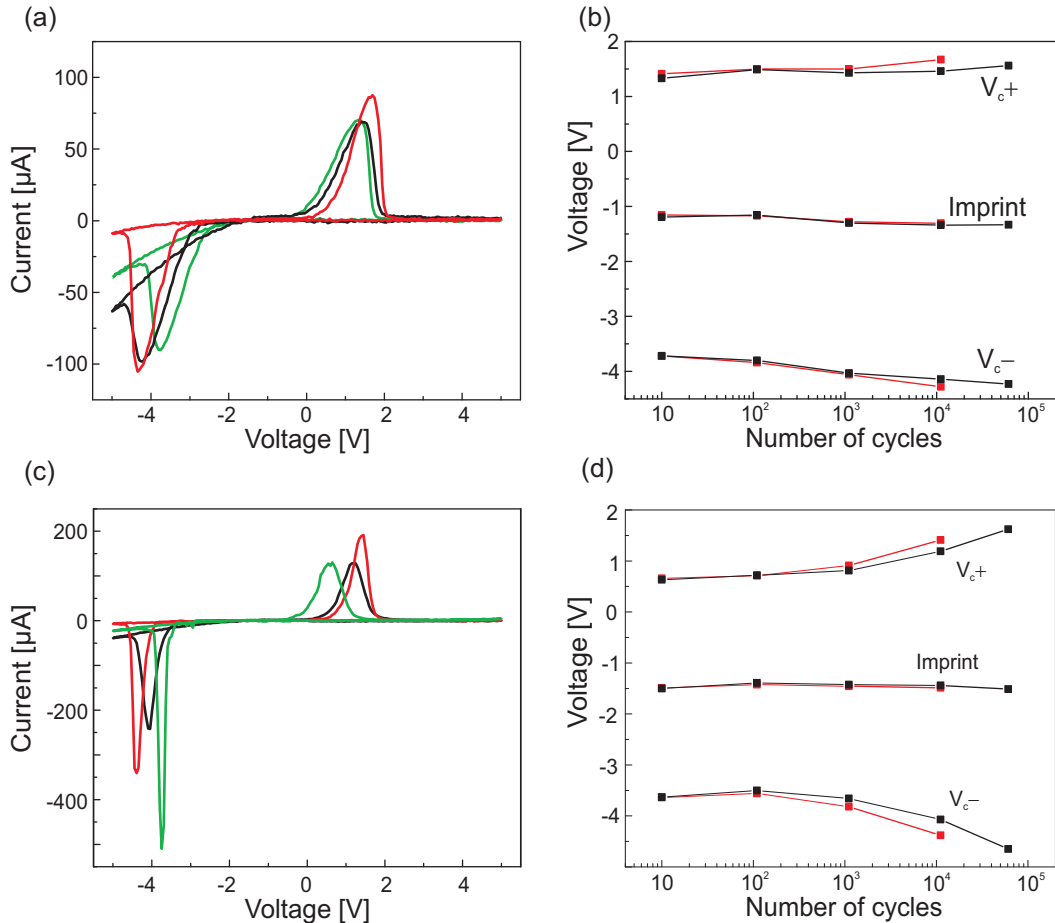 (a)
Current [µA]
100
50
0
-50
-100
-4
-2
0
2
4
Voltage [V]
(b)
Voltage [V]
2
1
0
-1
-2
-3
-4
Vc+
Imprint
Vc−
10
10²
10³
10⁴
10⁵
Number of cycles
(c)
Current [µA]
200
0
-200
-400
-4
-2
0
2
4
Voltage [V]
(d)
Voltage [V]
2
1
0
-1
-2
-3
-4
Vc+
Imprint
Vc−
10
10²
10³
10⁴
10⁵
Number of cycles